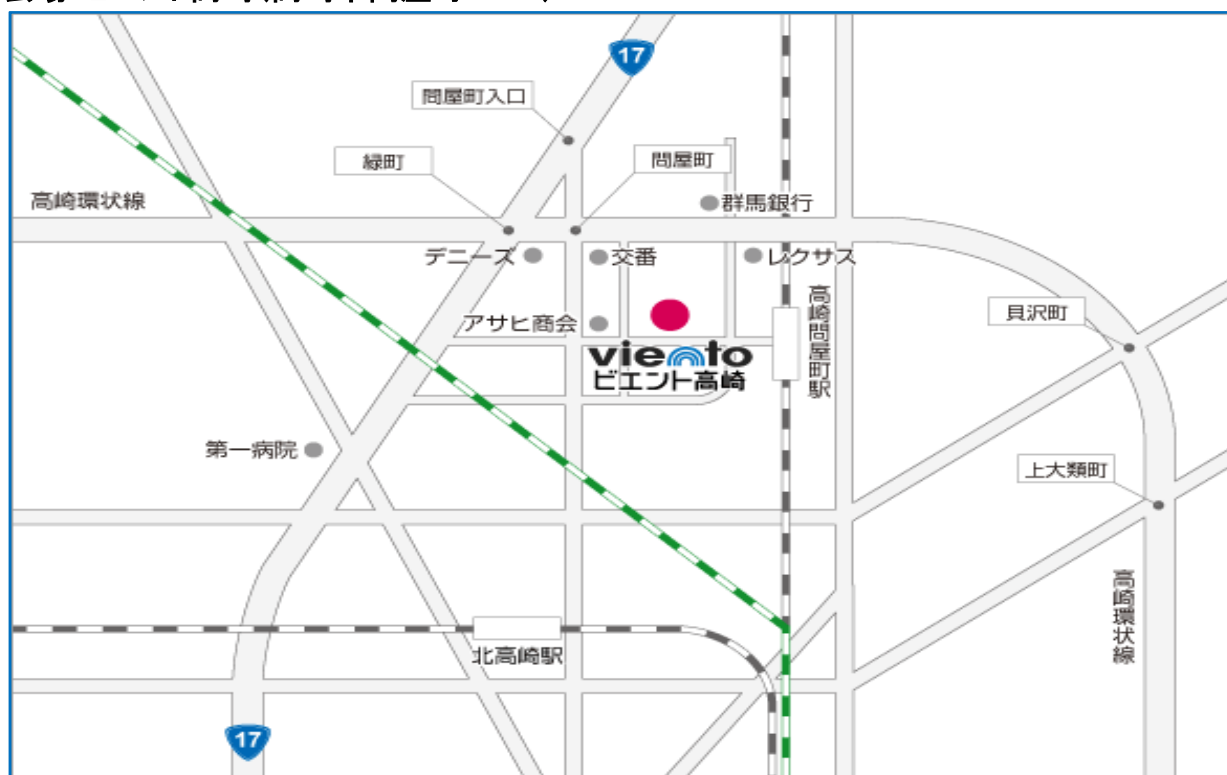 17
問屋町入口
緑町
問屋町
高崎環状線
群馬銀行
デニーズ
交番
レクサス
高崎問屋町駅
貝沢町
アサヒ商会
viento
ビエント高崎
第一病院
上大類町
高崎環状線
北高崎駅
17